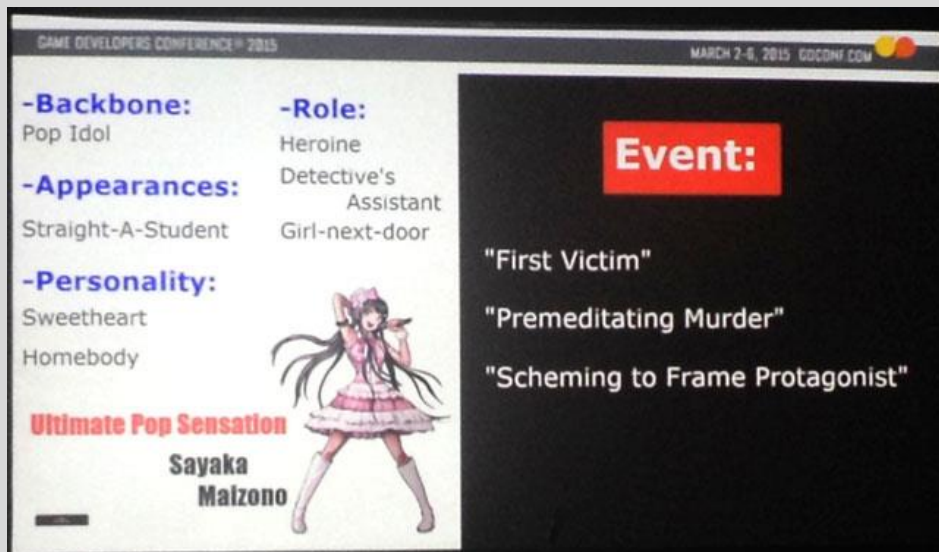 GAME DEVELOPERS CONFERENCE® 2015
MARCH 2-6, 2015 GDCONF.COM
-Backbone:
Pop Idol
-Appearances:
Straight-A-Student
-Personality:
Sweetheart
Homebody
-Role:
Heroine
Detective's
Assistant
Girl-next-door
Ultimate Pop Sensation
Sayaka
Maizono
Event:
"First Victim"
"Premeditating Murder"
"Scheming to Frame Protagonist"